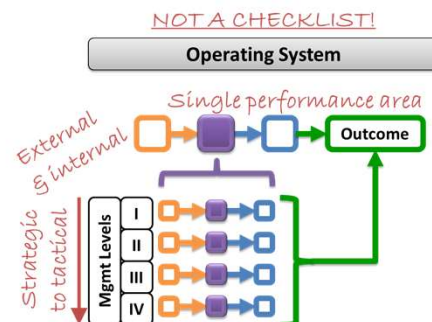 NOT A CHECKLIST!
Operating System
Single performance area
External
& internal
Outcome
Strategic
to tactical
Mgmt Levels
I
II
III
IV